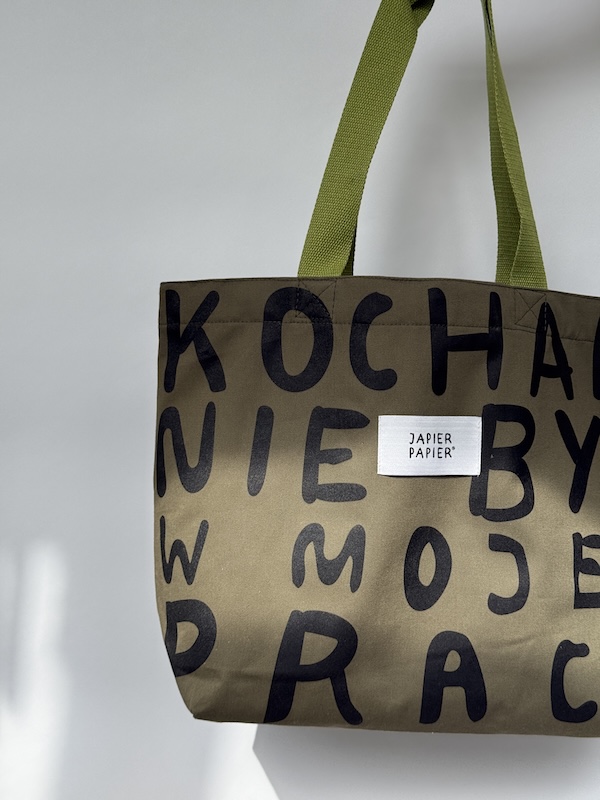 KOCHA
NIE BY
JAPIER
PAPIER®
W MOJE
PRAC